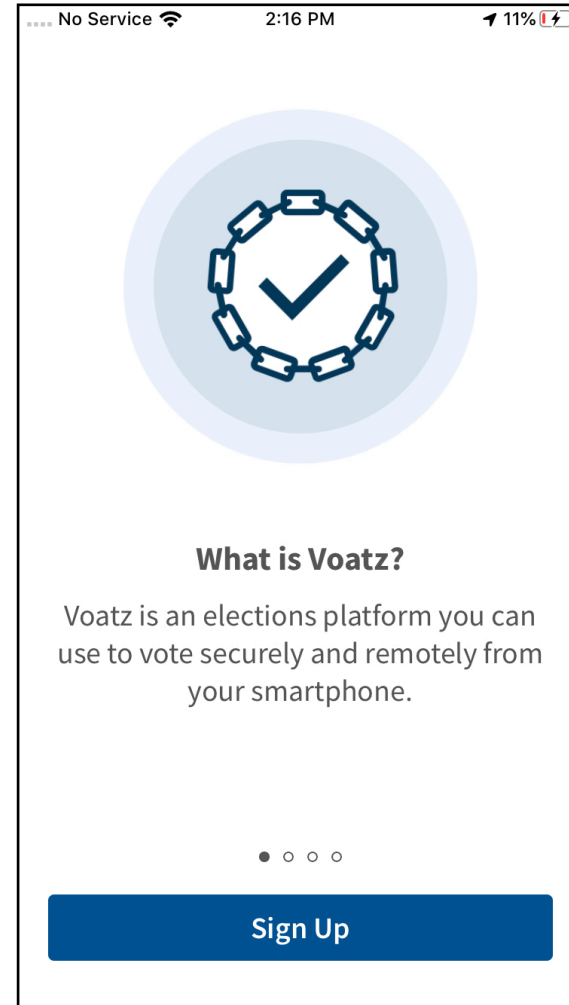 No Service 2:16 PM 11%
What is Voatz?
Voatz is an elections platform you can
use to vote securely and remotely from
your smartphone.
Sign Up